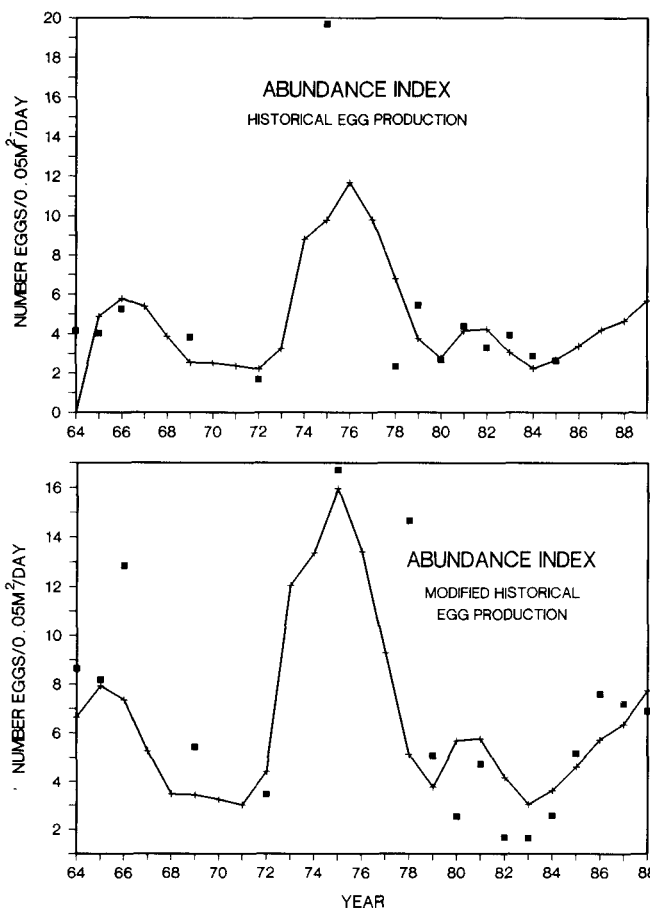 20
18
16
14
12
10
8
6
4
2
0
NUMBER EGGS/0.05M²/DAY
ABUNDANCE INDEX
HISTORICAL EGG PRODUCTION
64 66 68 70 72 74 76 78 80 82 84 86 88
16
14
12
10
8
6
4
2
NUMBER EGGS/0.05M²/DAY
ABUNDANCE INDEX
MODIFIED HISTORICAL
EGG PRODUCTION
64 66 68 70 72 74 76 78 80 82 84 86 88
YEAR